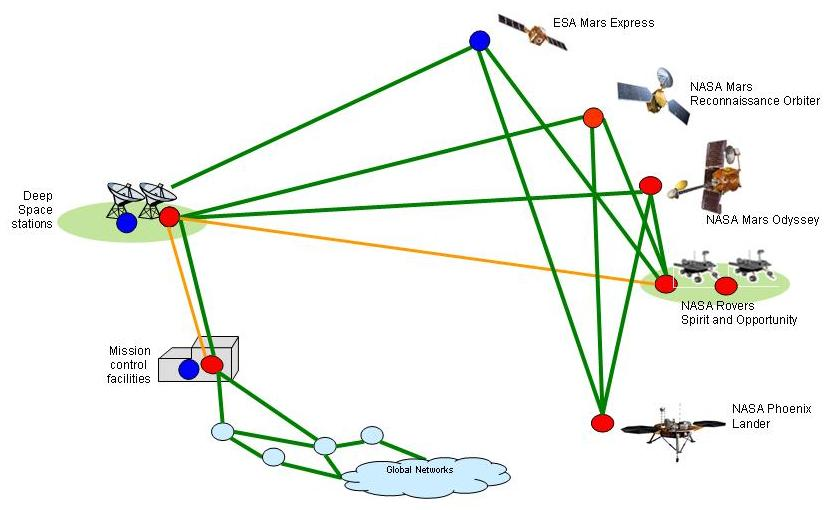 ESA Mars Express
NASA Mars
Reconnaissance Orbiter
Deep
Space
stations
NASA Mars Odyssey
NASA Rovers
Spirit and Opportunity
Mission
control
facilities
NASA Phoenix
Lander
Global Networks